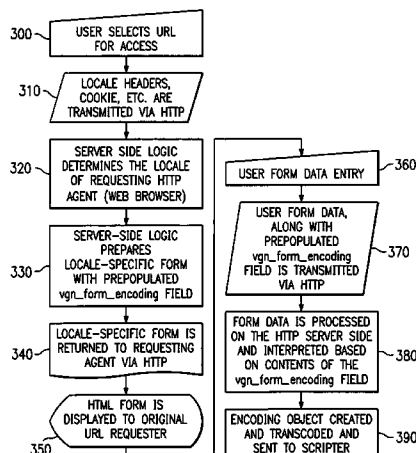 300
USER SELECTS URL
FOR ACCESS
310
LOCALE HEADERS,
COOKIE, ETC. ARE
TRANSMITTED VIA HTTP
320
SERVER SIDE LOGIC
DETERMINES THE LOCALE
OF REQUESTING HTTP
AGENT (WEB BROWSER)
330
SERVER-SIDE LOGIC
PREPARES
LOCALE-SPECIFIC FORM
WITH PREPOPULATED
vgn_form_encoding FIELD
340
LOCALE-SPECIFIC FORM IS
RETURNED TO REQUESTING
AGENT VIA HTTP
HTML FORM IS
DISPLAYED TO ORIGINAL
URL REQUESTER
350
360
USER FORM DATA ENTRY
USER FORM DATA,
ALONG WITH
PREPOPULATED
vgn_form_encoding
FIELD IS TRANSMITTED
VIA HTTP
370
FORM DATA IS PROCESSED
ON THE HTTP SERVER SIDE
AND INTERPRETED BASED
ON CONTENTS OF THE
vgn_form_encoding FIELD
380
ENCODING OBJECT CREATED
AND TRANSCODED AND
SENT TO SCRIPTER
390